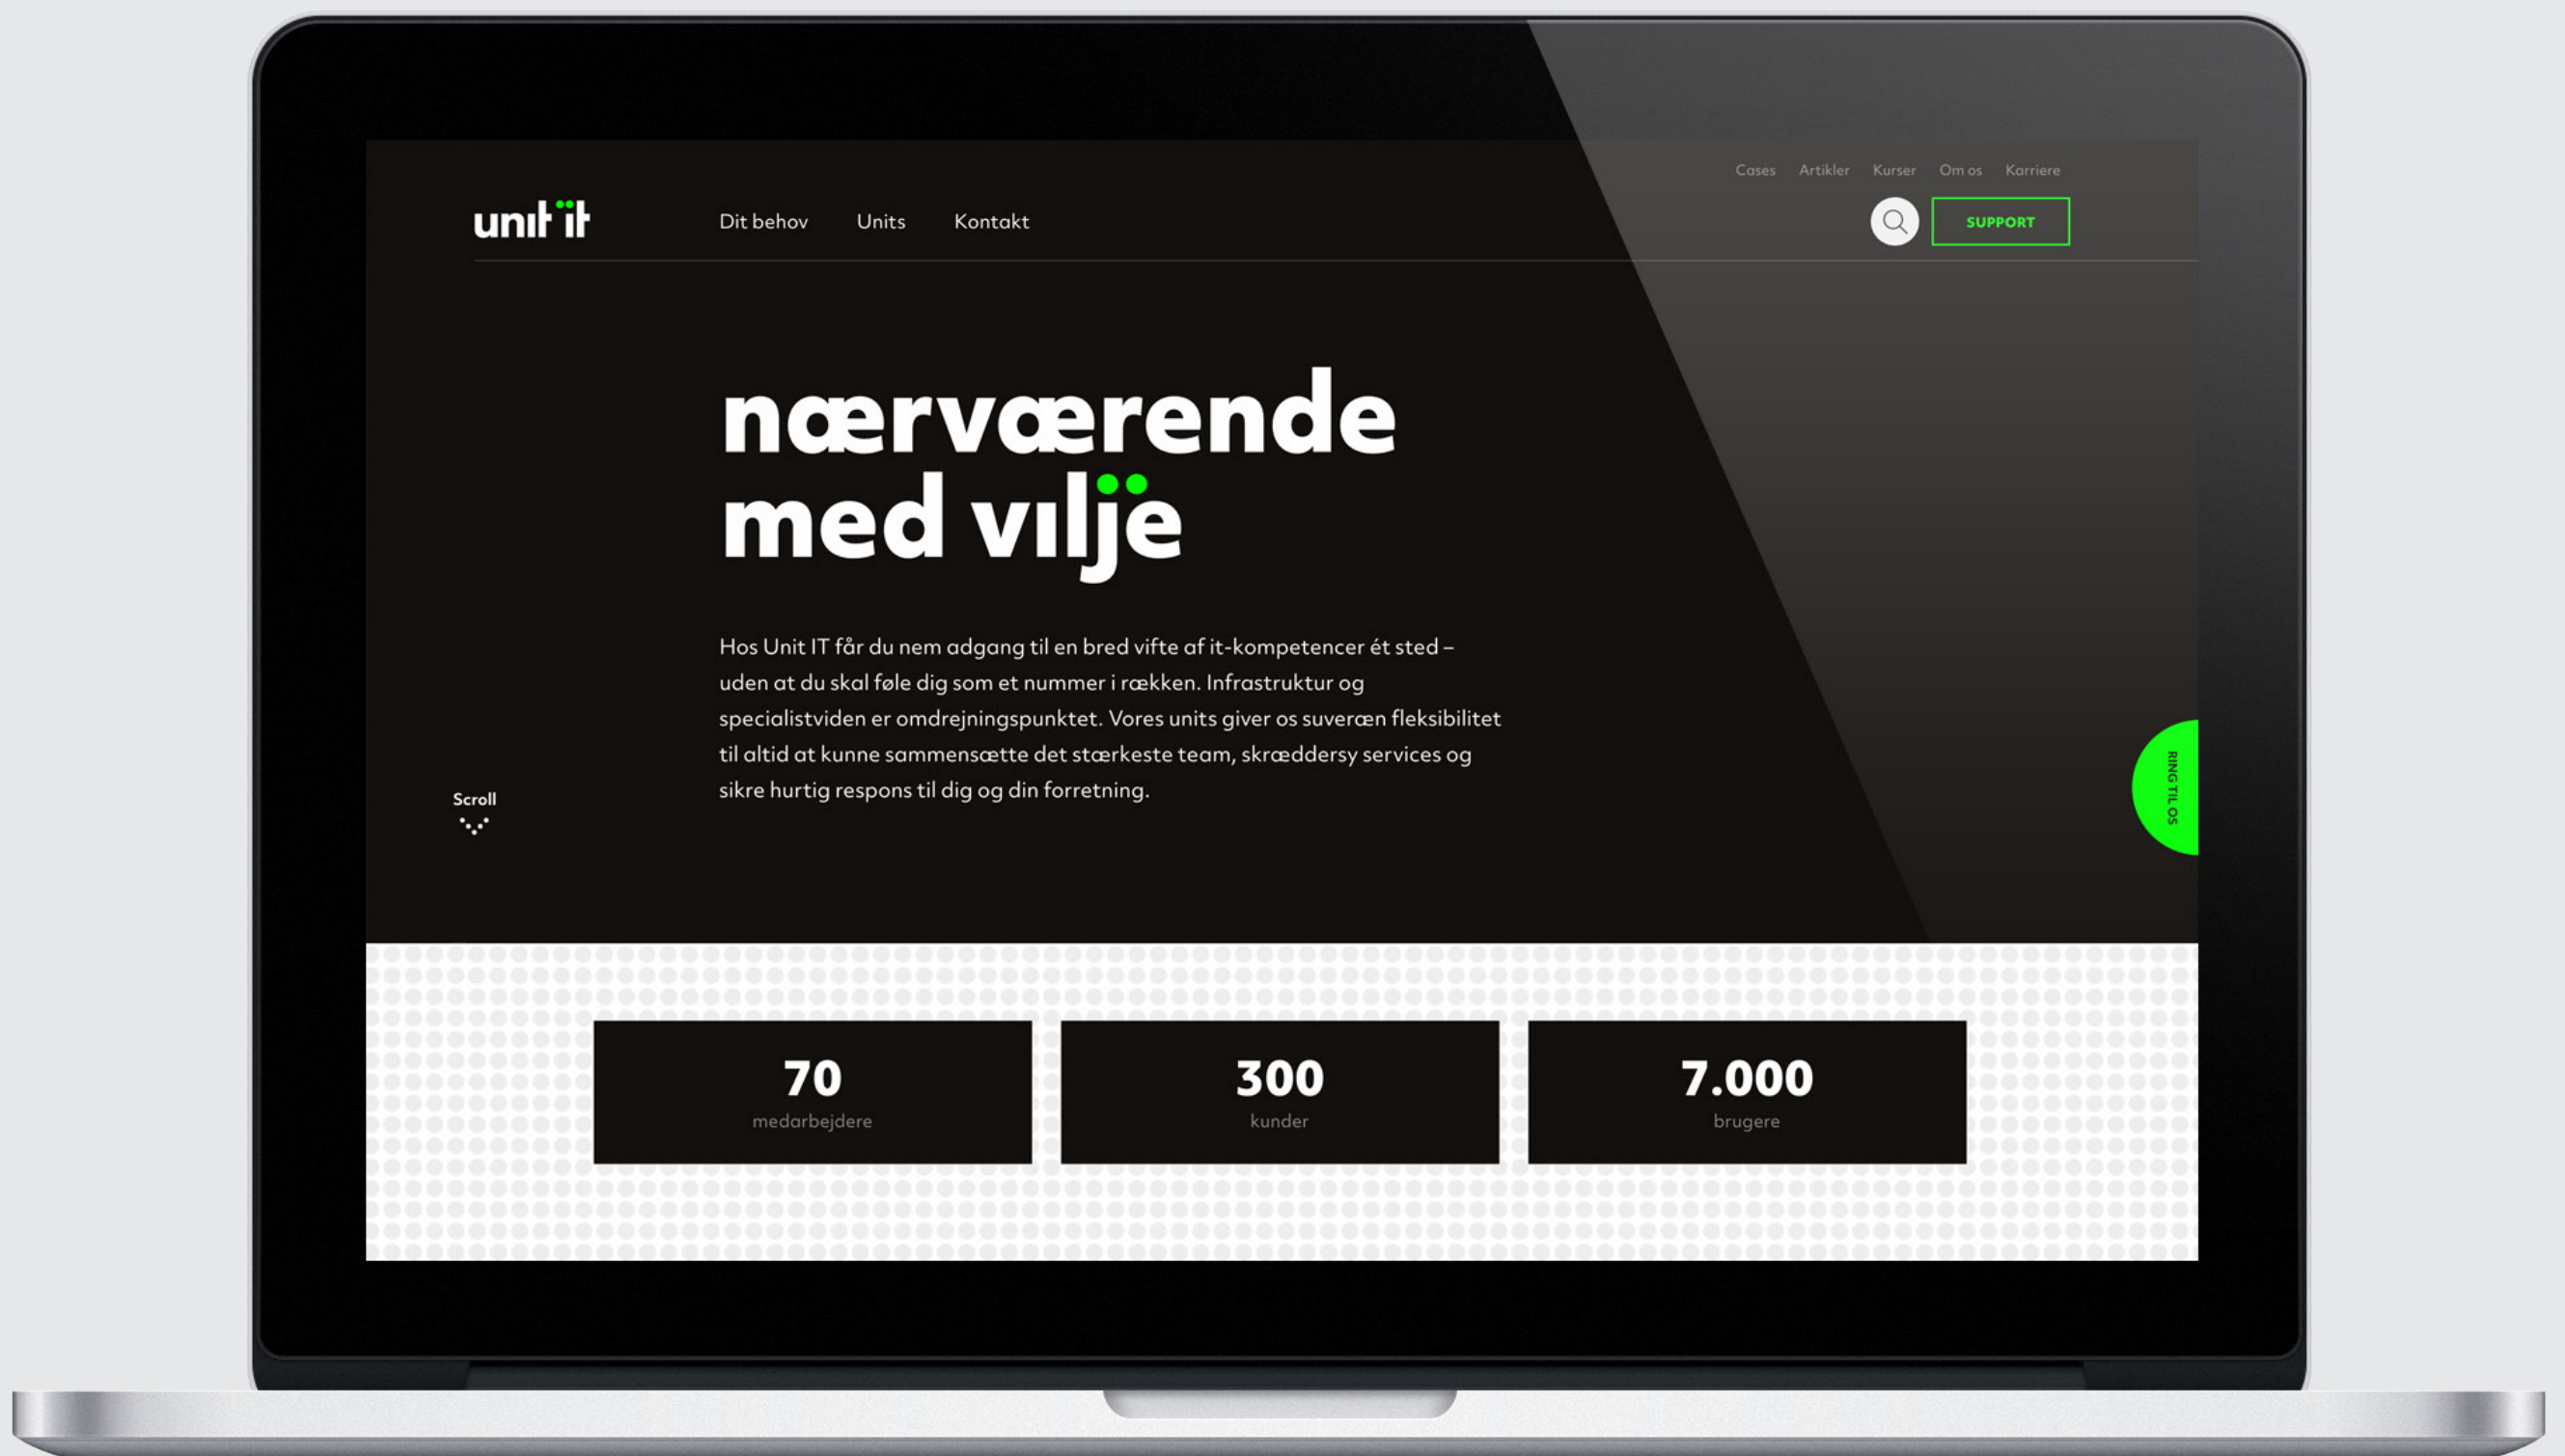 Cases Artikler Kurser Om os Karriere
unit it Dit behov Units Kontakt SUPPORT
nærværende
med vilje
Hos Unit IT får du nem adgang til en bred vifte af it-kompetencer ét sted –
uden at du skal føle dig som et nummer i rækken. Infrastruktur og
specialistviden er omdrejningspunktet. Vores units giver os suveræn fleksibilitet
til altid at kunne sammensætte det stærkeste team, skræddersy services og
sikre hurtig respons til dig og din forretning.
Scroll
RING TIL OS
70 300 7.000
medarbejdere kunder brugere